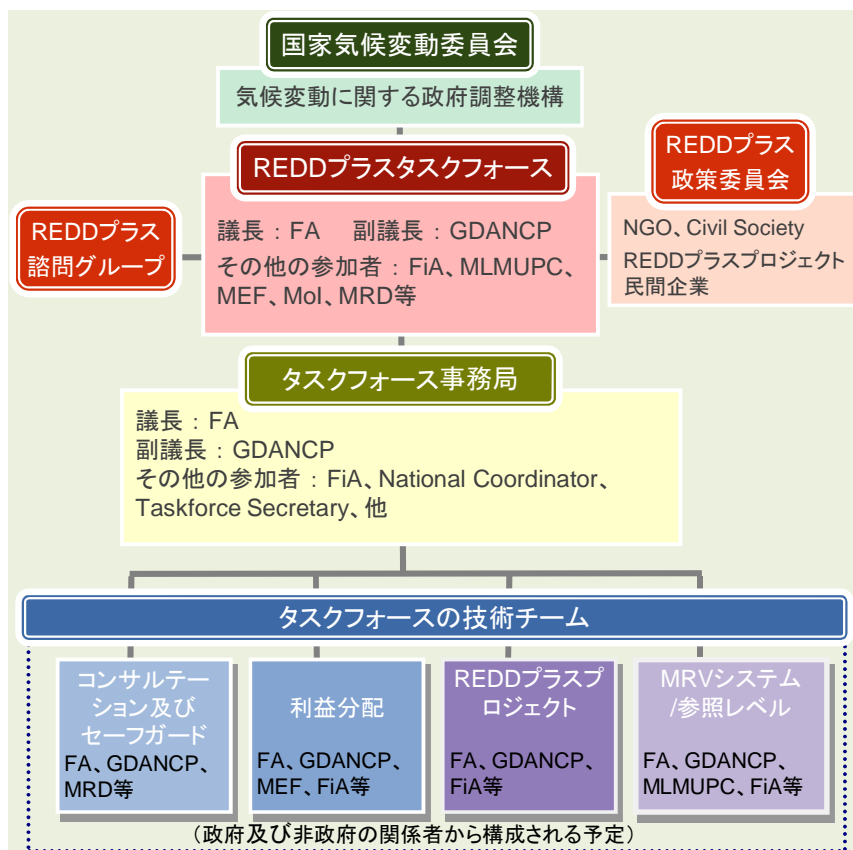 国家気候変動委員会
気候変動に関する政府調整機構
REDDプラスタスクフォース
議長：FA　副議長：GDANCP
その他の参加者：FiA、MLMUPC、
MEF、MoI、MRD等
REDDプラス
諮問グループ
REDDプラス
政策委員会
NGO、Civil Society
REDDプラスプロジェクト
民間企業
タスクフォース事務局
議長：FA
副議長：GDANCP
その他の参加者：FiA、National Coordinator、
Taskforce Secretary、他
タスクフォースの技術チーム
コンサルテー
ション及び
セーフガード
FA、GDANCP、
MRD等
利益分配
FA、GDANCP、
MEF、FiA等
REDDプラスプ
ロジェクト
FA、GDANCP、
FiA等
MRVシステム
/参照レベル
FA、GDANCP、
MLMUPC、FiA等
（政府及び非政府の関係者から構成される予定）